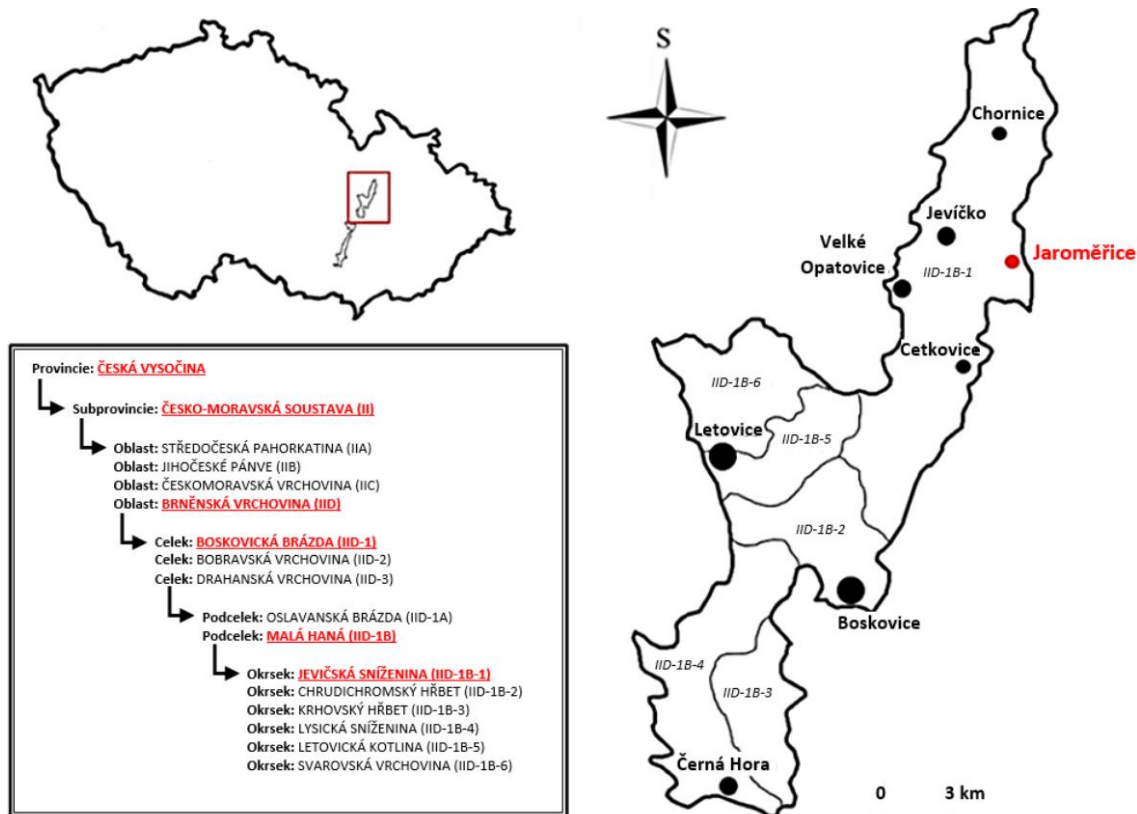 S
Chornice
Jevíčko
Velké
Opatovice
IID-1B-1
Jaroměřice
Cetkovice
IID-1B-6
Letovice
IID-1B-5
IID-1B-2
Boskovice
IID-1B-4
IID-1B-3
Černá Hora
0 3 km
Provincie: ČESKÁ VYSOČINA
Subprovincie: ČESKO-MORAVSKÁ SOUSTAVA (II)
Oblast: STŘEDOČESKÁ PAHORKATINA (IIA)
Oblast: JIHOČESKÉ PÁNVE (IIB)
Oblast: ČESKOMORAVSKÁ VRCHOVINA (IIC)
Oblast: BRNĚNSKÁ VRCHOVINA (IID)
Celek: BOSKOVICKÁ BRÁZDA (IID-1)
Celek: BOBRAVSKÁ VRCHOVINA (IID-2)
Celek: DRAHANSKÁ VRCHOVINA (IID-3)
Podcelek: OSLAVANSKÁ BRÁZDA (IID-1A)
Podcelek: MALÁ HANÁ (IID-1B)
Okrsek: JEVIČSKÁ SNÍŽENINA (IID-1B-1)
Okrsek: CHRUDICHROMSKÝ HŘBET (IID-1B-2)
Okrsek: KRHOVSKÝ HŘBET (IID-1B-3)
Okrsek: LYSICKÁ SNÍŽENINA (IID-1B-4)
Okrsek: LETOVICKÁ KOTLINA (IID-1B-5)
Okrsek: SVAROVSKÁ VRCHOVINA (IID-1B-6)